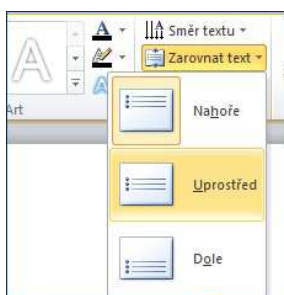 A
Směr textu
Zarovnat text
Art
Nahoře
Uprostřed
Dole